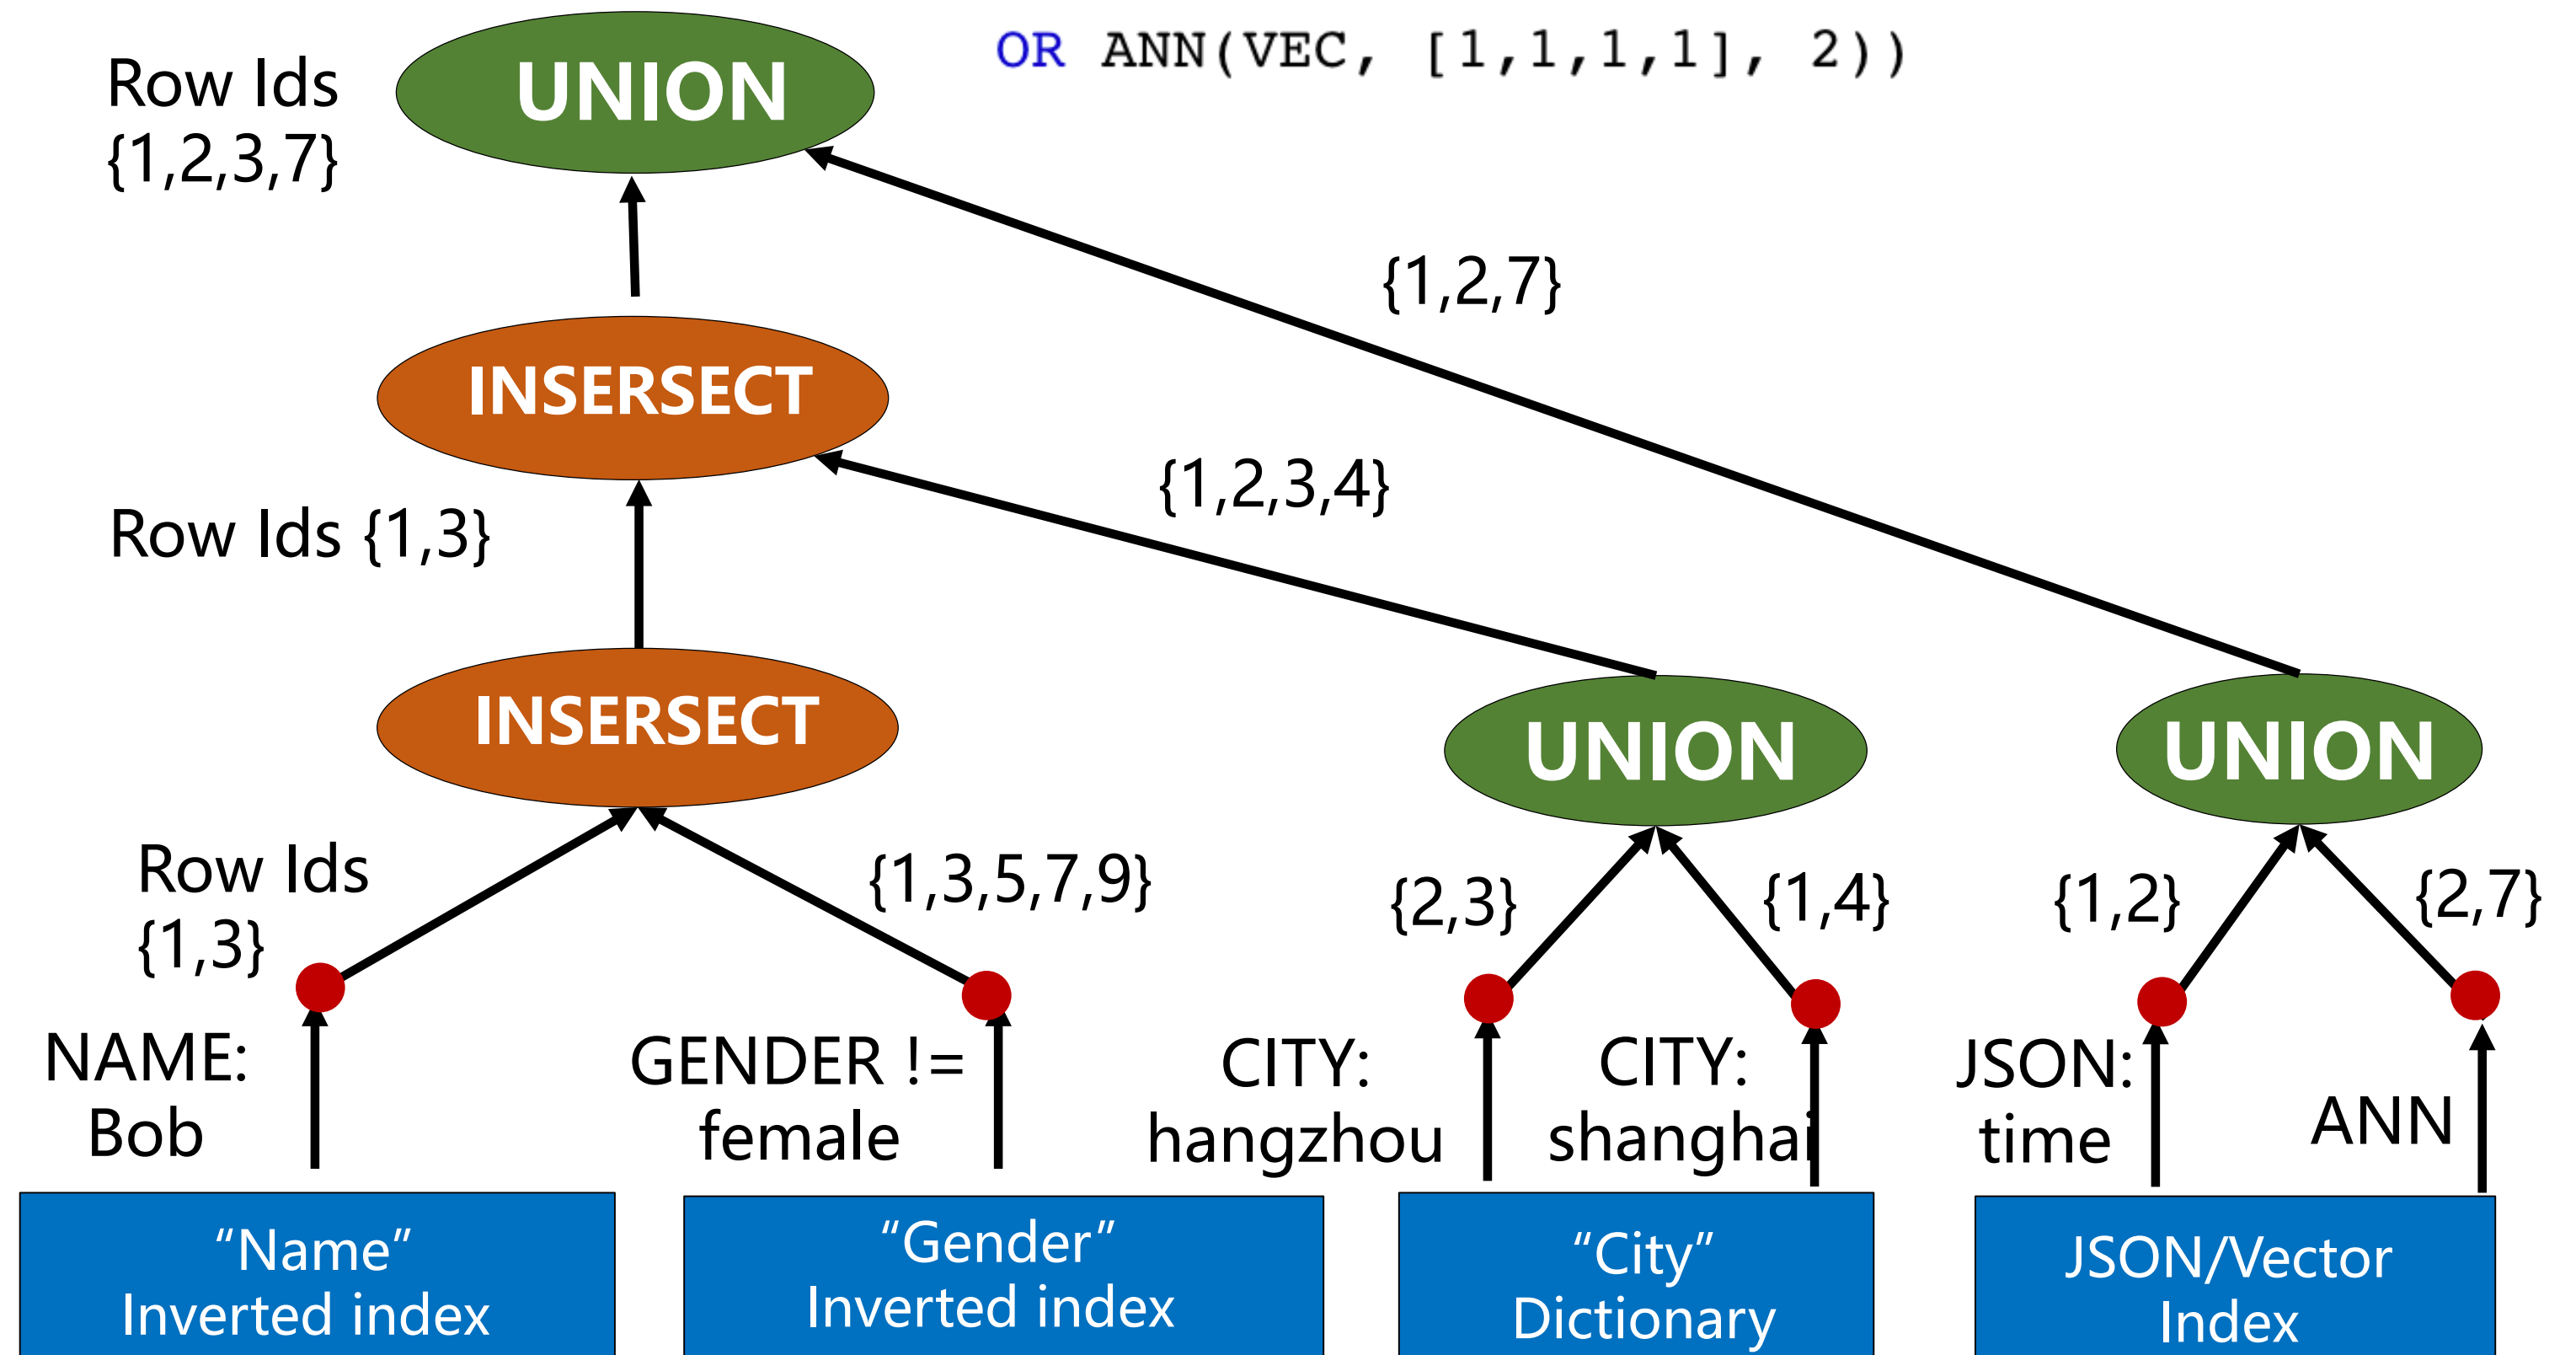 OR ANN(VEC, [1,1,1,1], 2))
Row Ids
{1,2,3,7}
UNION
{1,2,7}
INSERSECT
{1,2,3,4}
Row Ids {1,3}
INSERSECT
UNION
UNION
Row Ids
{1,3}
{1,3,5,7,9}
{2,3}
{1,4}
{1,2}
{2,7}
NAME:
Bob
GENDER !=
female
CITY:
hangzhou
CITY:
shanghai
JSON:
time
ANN
“Name”
Inverted index
“Gender”
Inverted index
“City”
Dictionary
JSON/Vector
Index